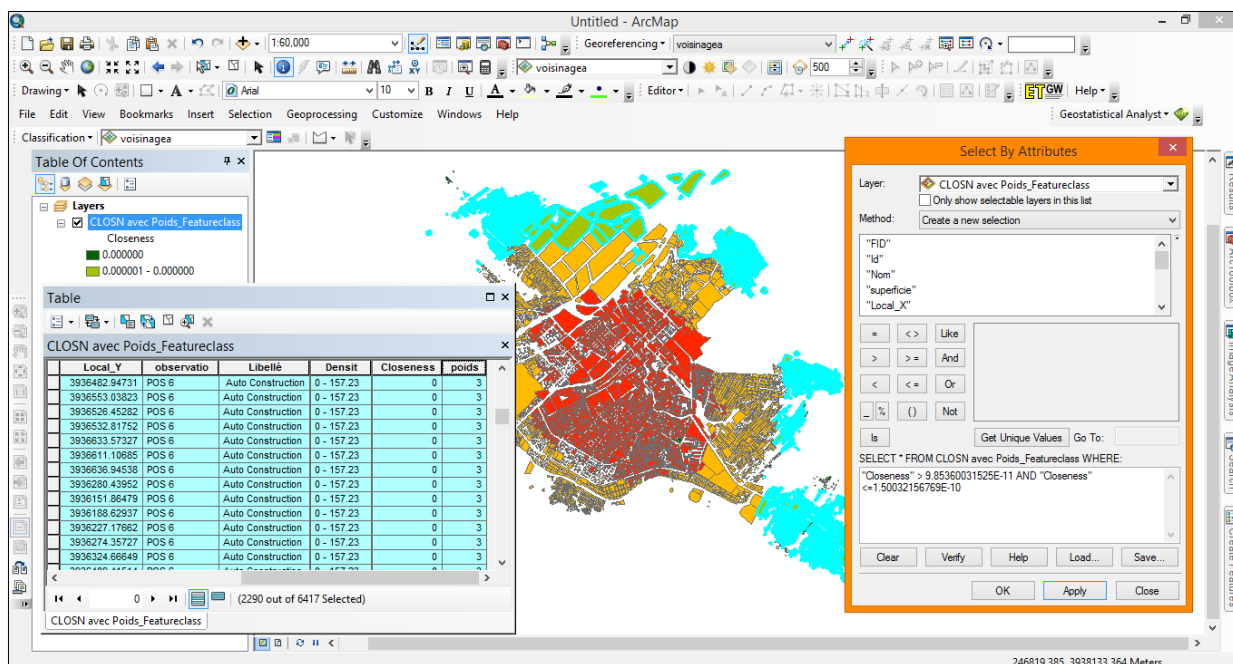 Untitled - ArcMap
1:60,000
Georeferencing
voisinagea
voisinagea
500
Drawing
A
Arial
10
B I U A
Editor
ET GW Help
File Edit View Bookmarks Insert Selection Geoprocessing Customize Windows Help
Geostatistical Analyst
Classification
voisinagea
Table Of Contents
Layers
CLOSN avec Poids_Featureclass
Closeness
0.000000
0.000001 - 0.000000
Table
CLOSN avec Poids_Featureclass
Local_Y observatio Libellè Densit Closeness poids
3936482.94731 POS 6 Auto Construction 0 - 157.23 0 3
3936553.03823 POS 6 Auto Construction 0 - 157.23 0 3
3936526.45282 POS 6 Auto Construction 0 - 157.23 0 3
3936532.81752 POS 6 Auto Construction 0 - 157.23 0 3
3936633.57327 POS 6 Auto Construction 0 - 157.23 0 3
3936611.10685 POS 6 Auto Construction 0 - 157.23 0 3
3936636.94538 POS 6 Auto Construction 0 - 157.23 0 3
3936280.43952 POS 6 Auto Construction 0 - 157.23 0 3
3936151.86479 POS 6 Auto Construction 0 - 157.23 0 3
3936188.62937 POS 6 Auto Construction 0 - 157.23 0 3
3936227.17662 POS 6 Auto Construction 0 - 157.23 0 3
3936274.35727 POS 6 Auto Construction 0 - 157.23 0 3
3936324.66649 POS 6 Auto Construction 0 - 157.23 0 3
0
(2290 out of 6417 Selected)
CLOSN avec Poids_Featureclass
Select By Attributes
Layer:
CLOSN avec Poids_Featureclass
Only show selectable layers in this list
Method:
Create a new selection
"FID"
"Id"
"Nom"
"superficie"
"Local_X"
= < > Like
> > = And
< < = Or
_ % () Not
Is
Get Unique Values
Go To:
SELECT * FROM CLOSN avec Poids_Featureclass WHERE:
"Closeness" > 9.85360031525E-11 AND "Closeness"
<=1.50032156769E-10
Clear Verify Help Load... Save...
OK Apply Close
246819.385 3938133.364 Meters